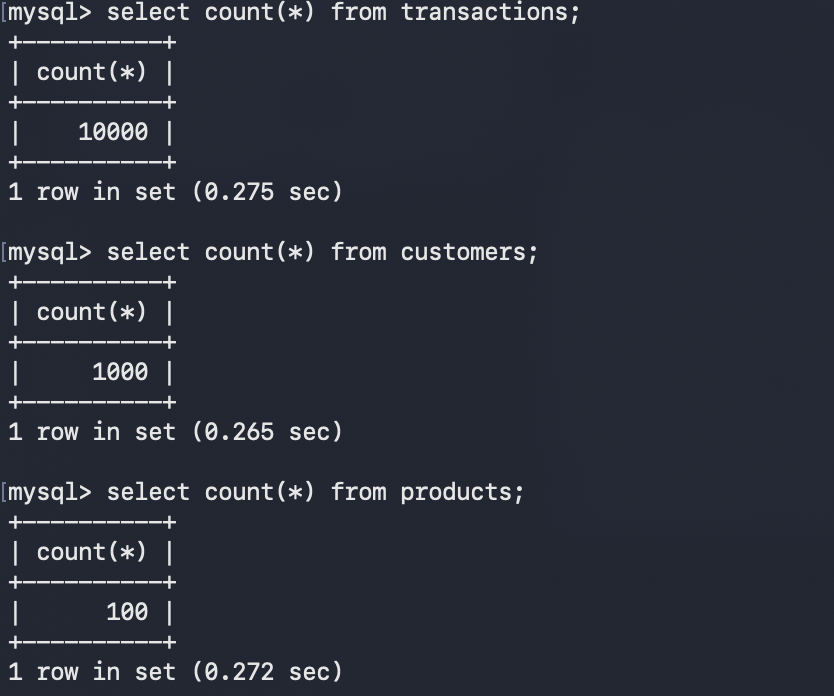 [mysql> select count(*) from transactions;
+----------+
| count(*) |
+----------+
|    10000 |
+----------+
1 row in set (0.275 sec)

[mysql> select count(*) from customers;
+----------+
| count(*) |
+----------+
|     1000 |
+----------+
1 row in set (0.265 sec)

[mysql> select count(*) from products;
+----------+
| count(*) |
+----------+
|      100 |
+----------+
1 row in set (0.272 sec)